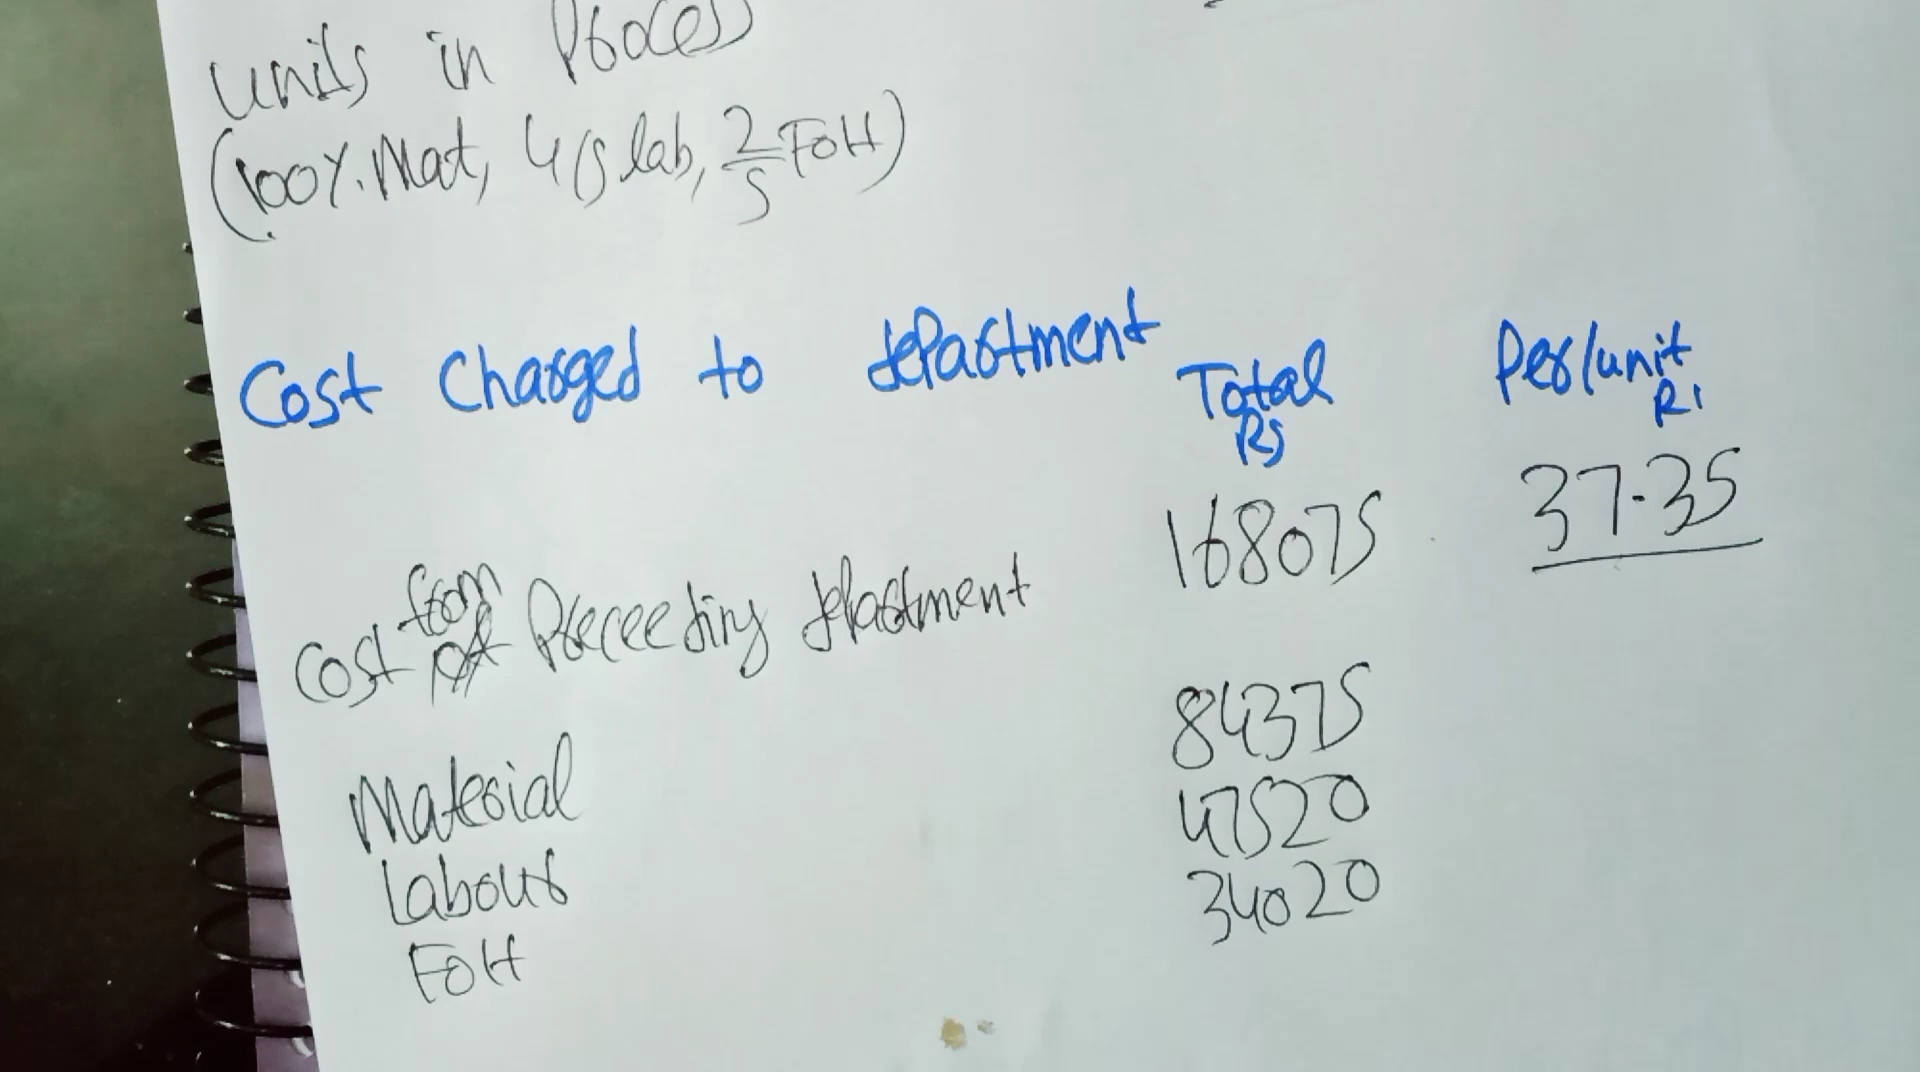 units in Process
(100%. Mat, 4/5 lab, 2/5 FOH)
Cost Charged to department Total Rs Per/unit Rs
Cost from Preceeding department 168075 37.35
Material 84375
Labour 47520
FOH 34020